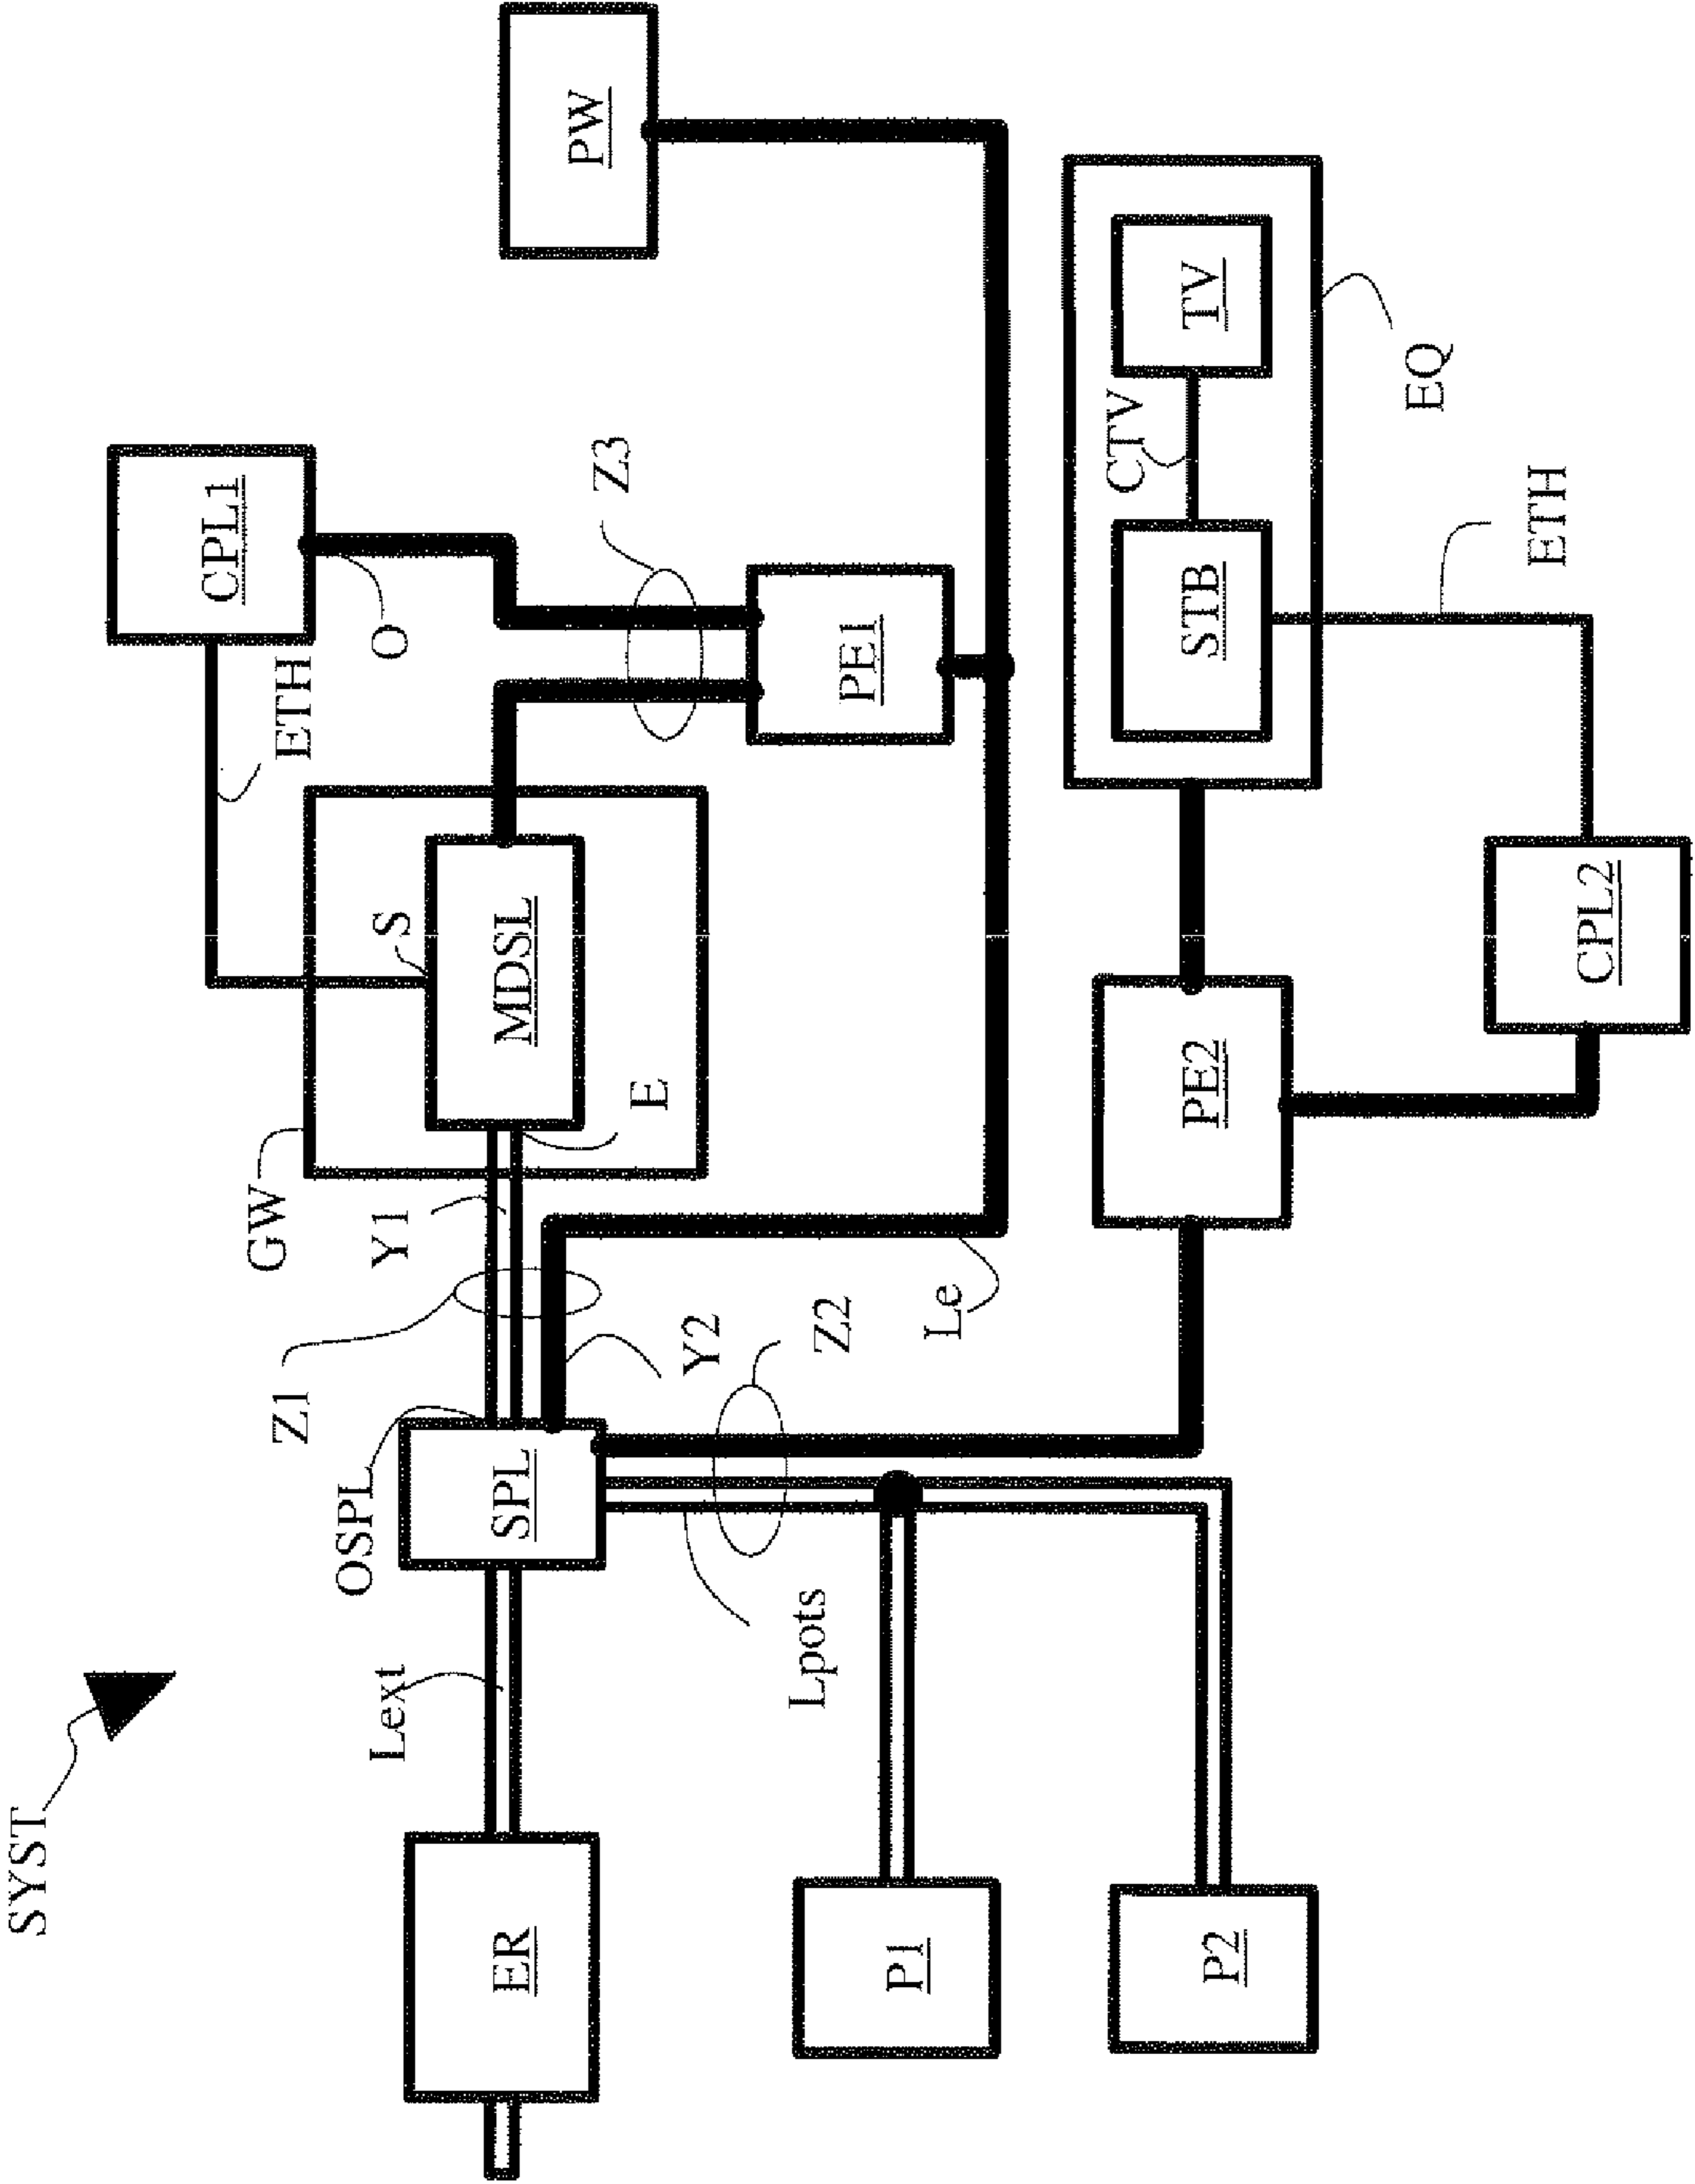 SYST
ER
Lext
OSPL
SPL
Z1
Y1
Y2
GW
E
MDSL
S
ETH
O
CPL1
Z3
PE1
PW
P1
P2
Lpots
Z2
Le
PE2
CPL2
STB
CTV
TV
EQ
ETH